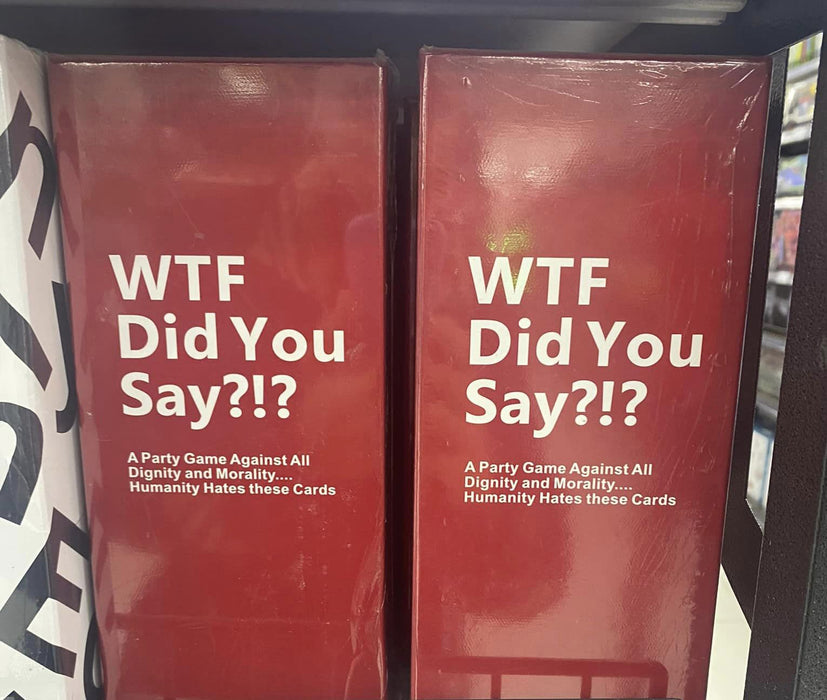 WTF
Did You
Say?!?
A Party Game Against All
Dignity and Morality....
Humanity Hates these Cards
WTF
Did You
Say?!?
A Party Game Against All
Dignity and Morality....
Humanity Hates these Cards